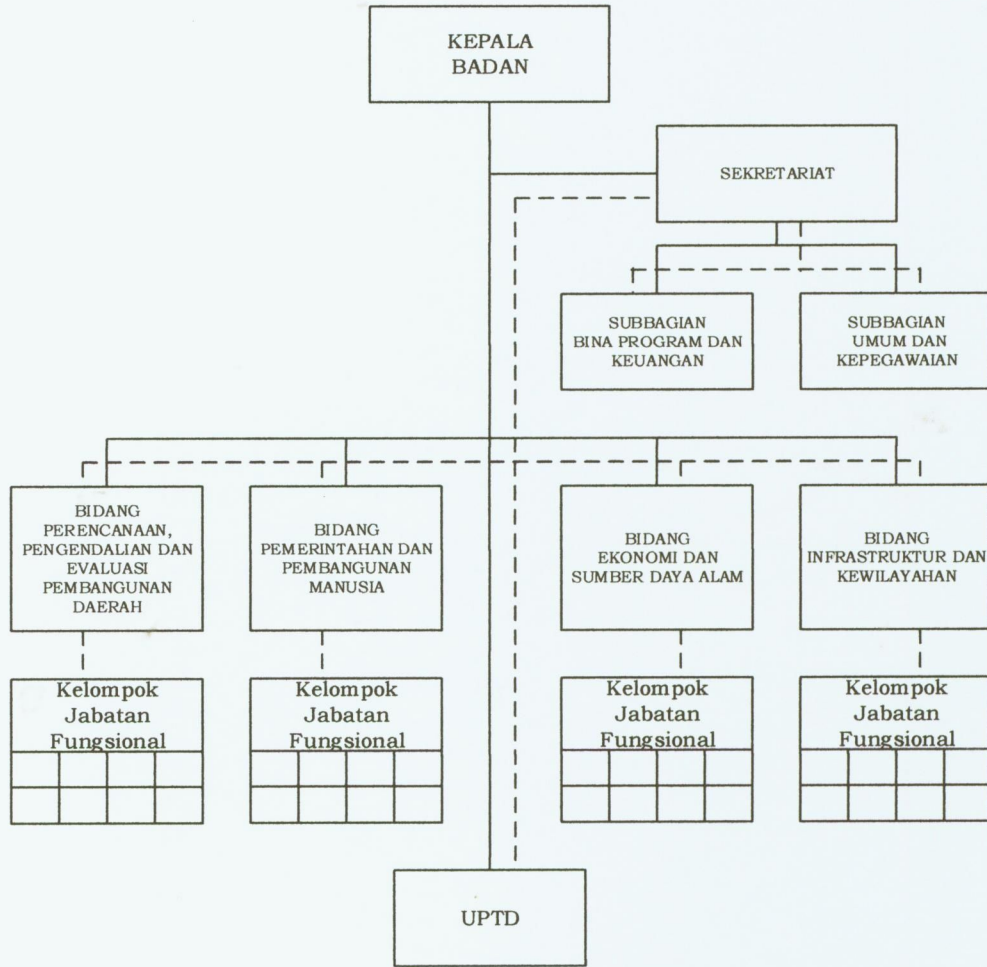 KEPALA
BADAN
SEKRETARIAT
SUBBAGIAN
BINA PROGRAM DAN
KEUANGAN
SUBBAGIAN
UMUM DAN
KEPEGAWAIAN
BIDANG
PERENCANAAN,
PENGENDALIAN DAN
EVALUASI
PEMBANGUNAN
DAERAH
BIDANG
PEMERINTAHAN DAN
PEMBANGUNAN
MANUSIA
BIDANG
EKONOMI DAN
SUMBER DAYA ALAM
BIDANG
INFRASTRUKTUR DAN
KEWILAYAHAN
Kelompok
Jabatan
Fungsional
Kelompok
Jabatan
Fungsional
Kelompok
Jabatan
Fungsional
Kelompok
Jabatan
Fungsional
UPTD